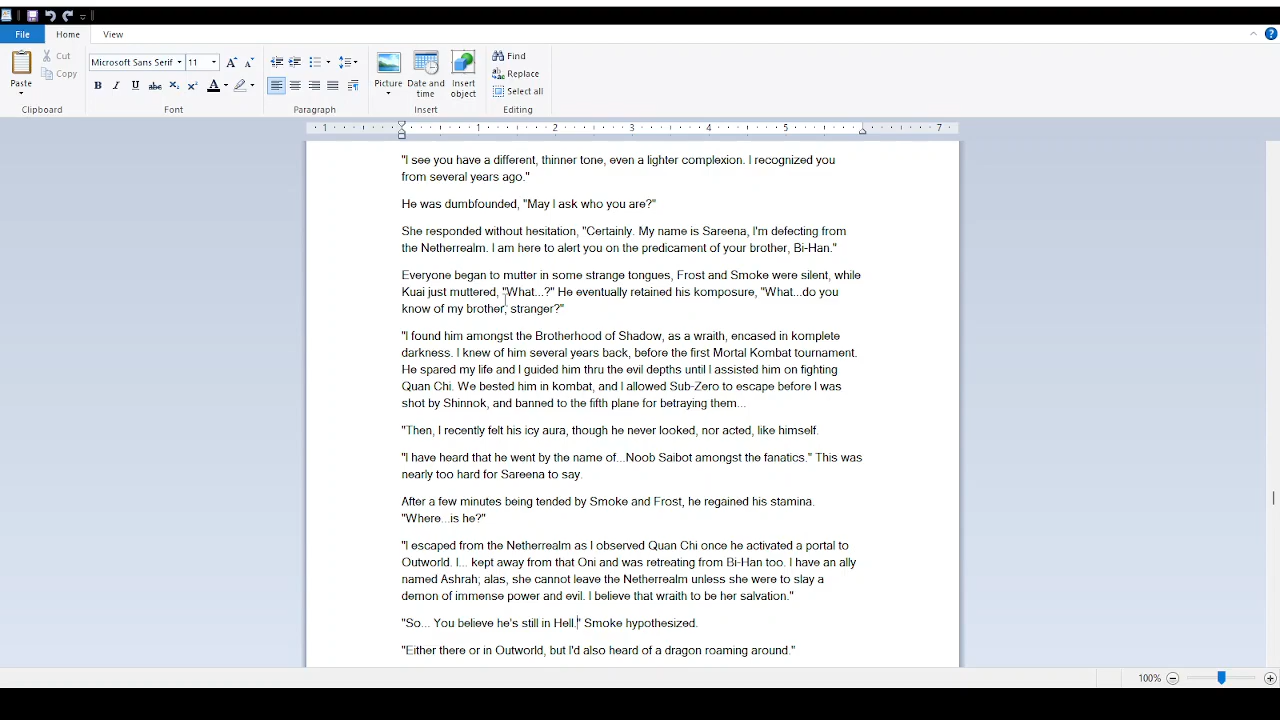 File Home View
Paste Cut Copy Clipboard
Microsoft Sans Serif 11 Font
Paragraph
Picture Date and time Insert object Insert
Find
Replace
Select all
Editing
1 1 2 3 4 5 7
"I see you have a different, thinner tone, even a lighter complexion. I recognized you
from several years ago."
He was dumbfounded, "May I ask who you are?"
She responded without hesitation, "Certainly. My name is Sareena, I'm defecting from
the Netherrealm. I am here to alert you on the predicament of your brother, Bi-Han."
Everyone began to mutter in some strange tongues, Frost and Smoke were silent, while
Kuai just muttered, "What...?" He eventually retained his komposure, "What...do you
know of my brother, stranger?"
"I found him amongst the Brotherhood of Shadow, as a wraith, encased in komplete
darkness. I knew of him several years back, before the first Mortal Kombat tournament.
He spared my life and I guided him thru the evil depths until I assisted him on fighting
Quan Chi. We bested him in kombat, and I allowed Sub-Zero to escape before I was
shot by Shinnok, and banned to the fifth plane for betraying them...
"Then, I recently felt his icy aura, though he never looked, nor acted, like himself.
"I have heard that he went by the name of...Noob Saibot amongst the fanatics." This was
nearly too hard for Sareena to say.
After a few minutes being tended by Smoke and Frost, he regained his stamina.
"Where...is he?"
"I escaped from the Netherrealm as I observed Quan Chi once he activated a portal to
Outworld. I... kept away from that Oni and was retreating from Bi-Han too. I have an ally
named Ashrah; alas, she cannot leave the Netherrealm unless she were to slay a
demon of immense power and evil. I believe that wraith to be her salvation."
"So... You believe he's still in Hell." Smoke hypothesized.
"Either there or in Outworld, but I'd also heard of a dragon roaming around."
100%